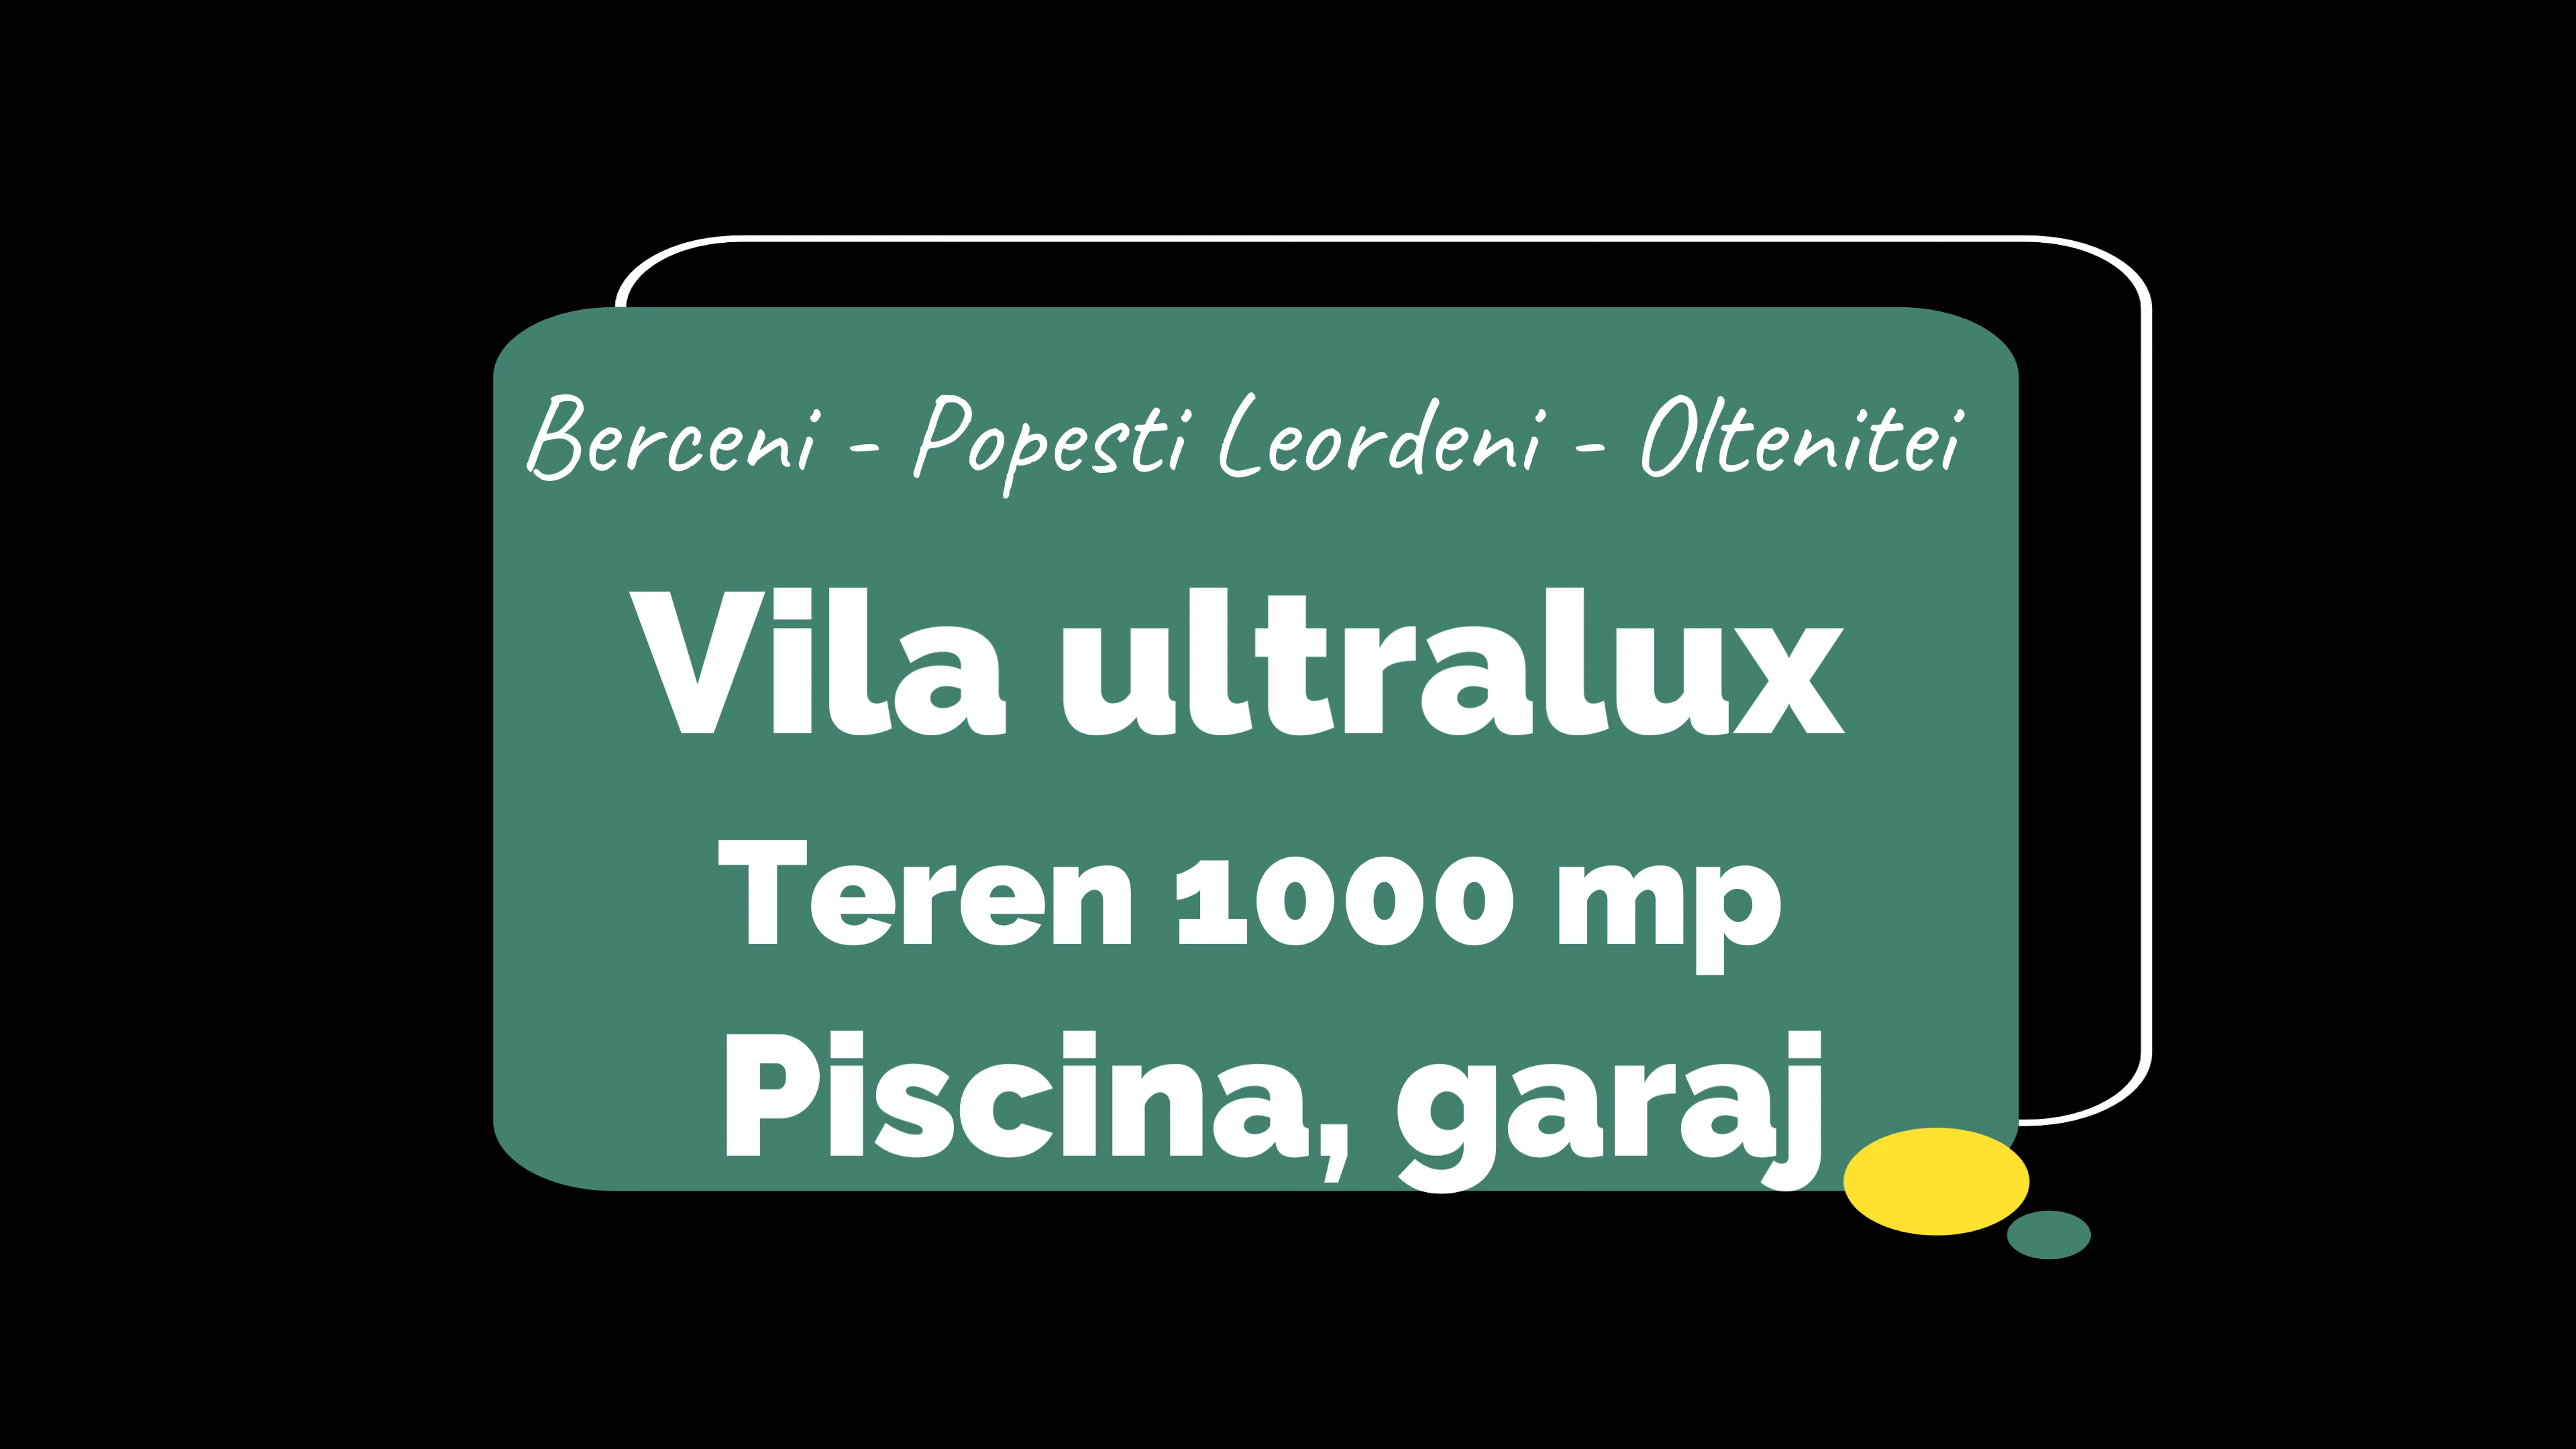 Berceni - Popesti Leordeni - Oltenitei
Vila ultralux
Teren 1000 mp
Piscina, garaj